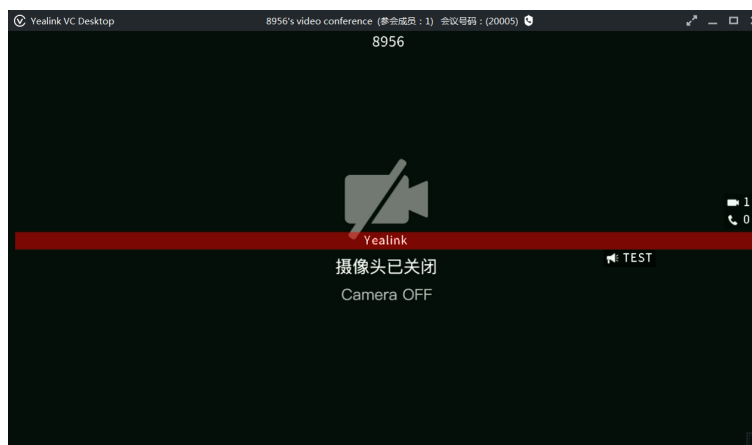 Yealink VC Desktop
8956's video conference (参会成员：1) 会议号码：(20005)
8956
1
0
Yealink
TEST
摄像头已关闭
Camera OFF